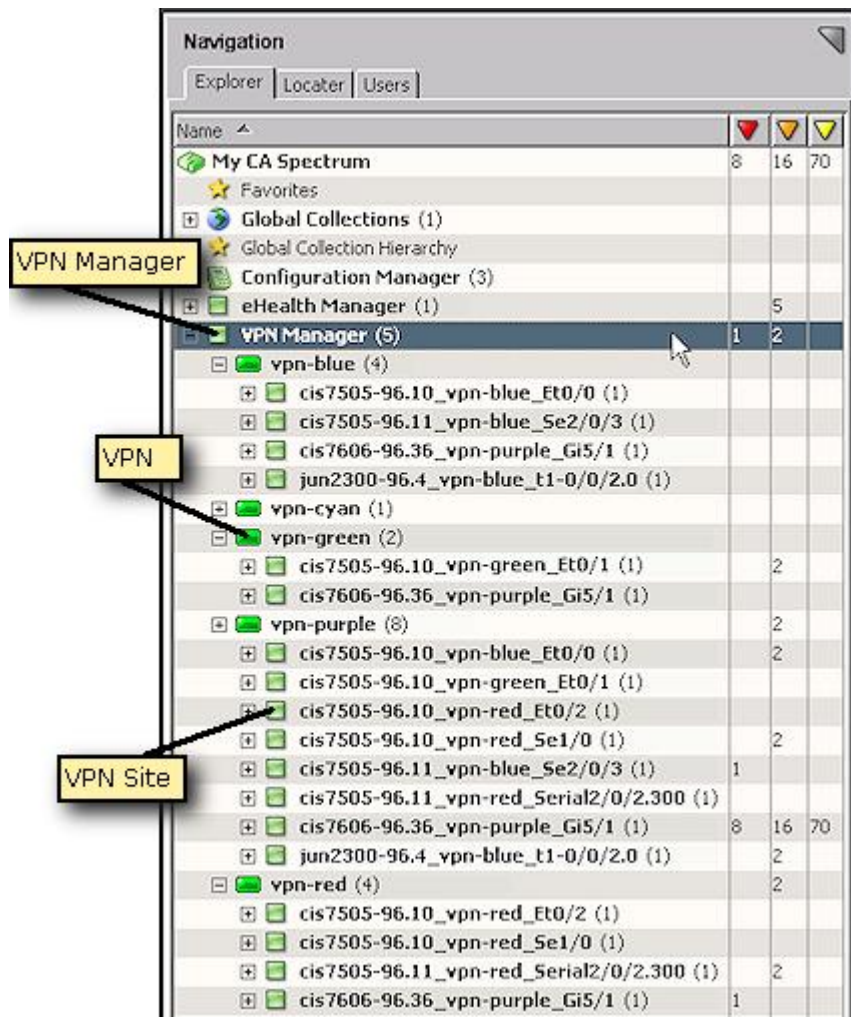 Navigation
Explorer Locater Users
Name
My CA Spectrum 8 16 70
Favorites
Global Collections (1)
Global Collection Hierarchy
VPN Manager
Configuration Manager (3)
eHealth Manager (1) 5
VPN Manager (5) 1 2
vpn-blue (4)
cis7505-96.10_vpn-blue_Et0/0 (1)
cis7505-96.11_vpn-blue_Se2/0/3 (1)
VPN
cis7606-96.36_vpn-purple_Gi5/1 (1)
jun2300-96.4_vpn-blue_t1-0/0/2.0 (1)
vpn-cyan (1)
vpn-green (2)
cis7505-96.10_vpn-green_Et0/1 (1) 2
cis7606-96.36_vpn-purple_Gi5/1 (1)
vpn-purple (8) 2
cis7505-96.10_vpn-blue_Et0/0 (1) 2
cis7505-96.10_vpn-green_Et0/1 (1)
cis7505-96.10_vpn-red_Et0/2 (1)
cis7505-96.10_vpn-red_Se1/0 (1) 2
VPN Site
cis7505-96.11_vpn-blue_Se2/0/3 (1) 1
cis7505-96.11_vpn-red_Serial2/0/2.300 (1)
cis7606-96.36_vpn-purple_Gi5/1 (1) 8 16 70
jun2300-96.4_vpn-blue_t1-0/0/2.0 (1) 2
vpn-red (4) 2
cis7505-96.10_vpn-red_Et0/2 (1)
cis7505-96.10_vpn-red_Se1/0 (1)
cis7505-96.11_vpn-red_Serial2/0/2.300 (1) 2
cis7606-96.36_vpn-purple_Gi5/1 (1) 1